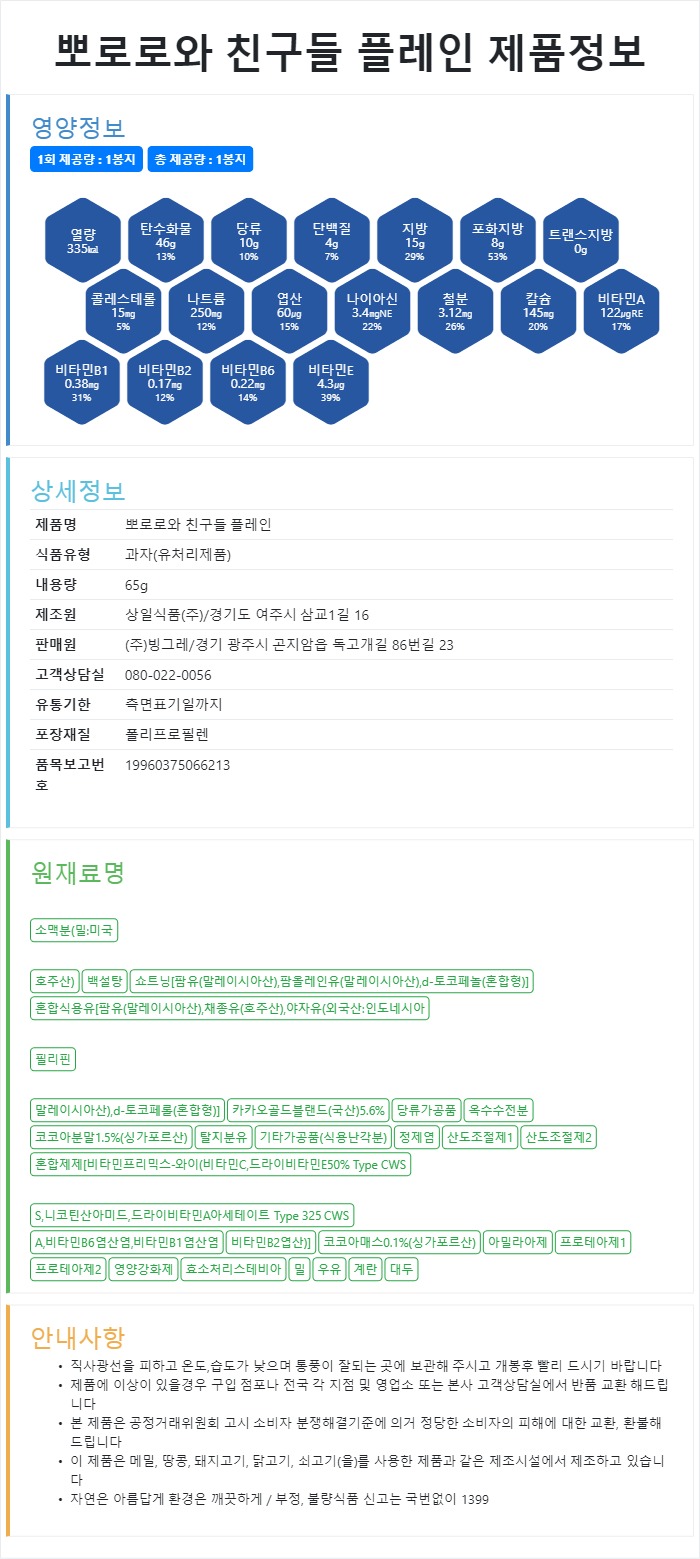 뽀로로와 친구들 플레인 제품정보
영양정보
1회 제공량 : 1봉지 총 제공량 : 1봉지
열량 탄수화물 당류 단백질 지방 포화지방 트랜스지방
335㎉ 46g 10g 4g 15g 8g 0g
13% 10% 7% 29% 53%
콜레스테롤 나트륨 엽산 나이아신 철분 칼슘 비타민A
15㎎ 250㎎ 60㎍ 3.4㎎NE 3.12㎎ 145㎎ 122㎍RE
5% 12% 15% 22% 26% 20% 17%
비타민B1 비타민B2 비타민B6 비타민E
0.38㎎ 0.17㎎ 0.22㎎ 4.3㎍
31% 12% 14% 39%
상세정보
제품명 뽀로로와 친구들 플레인
식품유형 과자(유처리제품)
내용량 65g
제조원 상일식품(주)/경기도 여주시 삼교1길 16
판매원 (주)빙그레/경기 광주시 곤지암읍 독고개길 86번길 23
고객상담실 080-022-0056
유통기한 측면표기일까지
포장재질 폴리프로필렌
품목보고번 19960375066213
호
원재료명
소맥분(밀:미국
호주산) 백설탕 쇼트닝[팜유(말레이시아산),팜올레인유(말레이시아산),d-토코페놀(혼합형)]
혼합식용유[팜유(말레이시아산),채종유(호주산),야자유(외국산:인도네시아
필리핀
말레이시아산),d-토코페롤(혼합형)] 카카오골드블랜드(국산)5.6% 당류가공품 옥수수전분
코코아분말1.5%(싱가포르산) 탈지분유 기타가공품(식용난각분) 정제염 산도조절제1 산도조절제2
혼합제제[비타민프리믹스-와이(비타민C,드라이비타민E50% Type CWS
S,니코틴산아미드,드라이비타민A아세테이트 Type 325 CWS
A,비타민B6염산염,비타민B1염산염 비타민B2엽산)] 코코아매스0.1%(싱가포르산) 아밀라아제 프로테아제1
프로테아제2 영양강화제 효소처리스테비아 밀 우유 계란 대두
안내사항
• 직사광선을 피하고 온도,습도가 낮으며 통풍이 잘되는 곳에 보관해 주시고 개봉후 빨리 드시기 바랍니다
• 제품에 이상이 있을경우 구입 점포나 전국 각 지점 및 영업소 또는 본사 고객상담실에서 반품 교환 해드립
니다
• 본 제품은 공정거래위원회 고시 소비자 분쟁해결기준에 의거 정당한 소비자의 피해에 대한 교환, 환불해
드립니다
• 이 제품은 메밀, 땅콩, 돼지고기, 닭고기, 쇠고기(을)를 사용한 제품과 같은 제조시설에서 제조하고 있습니
다
• 자연은 아름답게 환경은 깨끗하게 / 부정, 불량식품 신고는 국번없이 1399